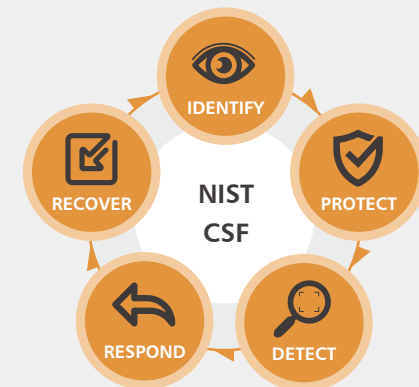 IDENTIFY
RECOVER
NIST
CSF
PROTECT
RESPOND
DETECT